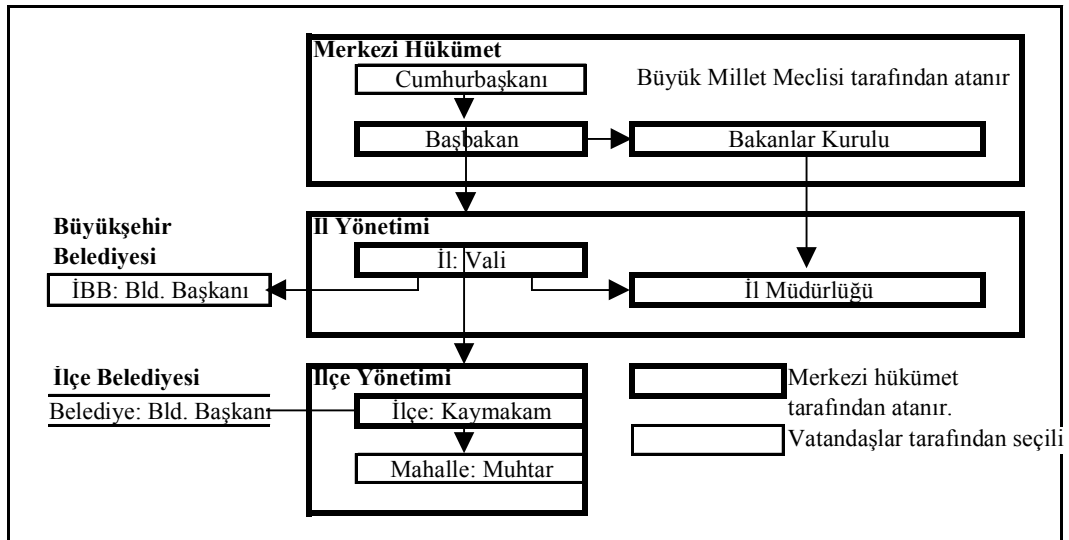 Merkezi Hükümet
Cumhurbaşkanı
Büyük Millet Meclisi tarafından atanır
Başbakan
Bakanlar Kurulu
Büyükşehir
Belediyesi
İBB: Bld. Başkanı
İl Yönetimi
İl: Vali
İl Müdürlüğü
İlçe Belediyesi
Belediye: Bld. Başkanı
İlçe Yönetimi
İlçe: Kaymakam
Mahalle: Muhtar
Merkezi hükümet
tarafından atanır.
Vatandaşlar tarafından seçili